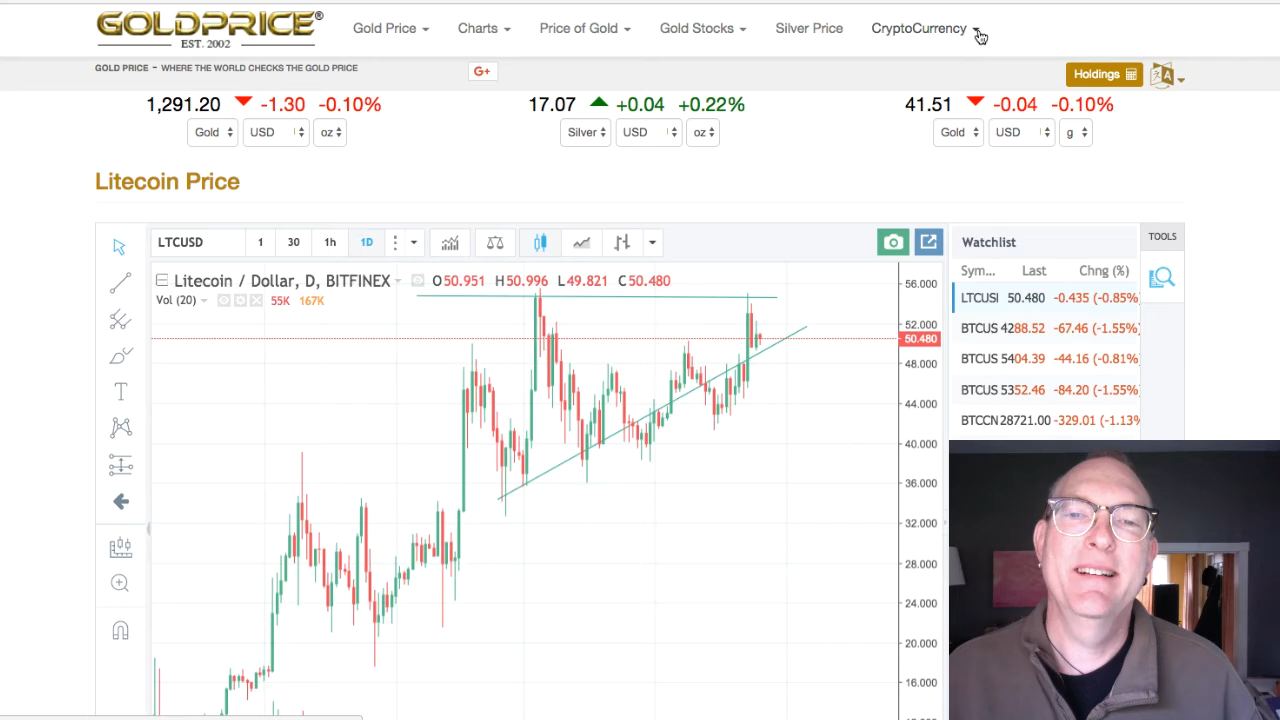 GOLDPRICE®
EST. 2002
Gold Price
Charts
Price of Gold
Gold Stocks
Silver Price
CryptoCurrency
GOLD PRICE - WHERE THE WORLD CHECKS THE GOLD PRICE
G+
Holdings
A
1,291.20 -1.30 -0.10%
17.07 +0.04 +0.22%
41.51 -0.04 -0.10%
Gold USD oz
Silver USD oz
Gold USD g
Litecoin Price
LTCUSD 1 30 1h 1D
Watchlist
TOOLS
Litecoin / Dollar, D, BITFINEX O50.951 H50.996 L49.821 C50.480
Vol (20) 55K 167K
Sym... Last Chng (%)
LTCUSI 50.480 -0.435 (-0.85%)
BTCUS 4288.52 -67.46 (-1.55%)
BTCUS 5404.39 -44.16 (-0.81%)
BTCUS 5352.46 -84.20 (-1.55%)
BTCCN 28721.00 -329.01 (-1.13%
T
56.000
52.000
50.480
48.000
44.000
40.000
36.000
32.000
28.000
24.000
20.000
16.000